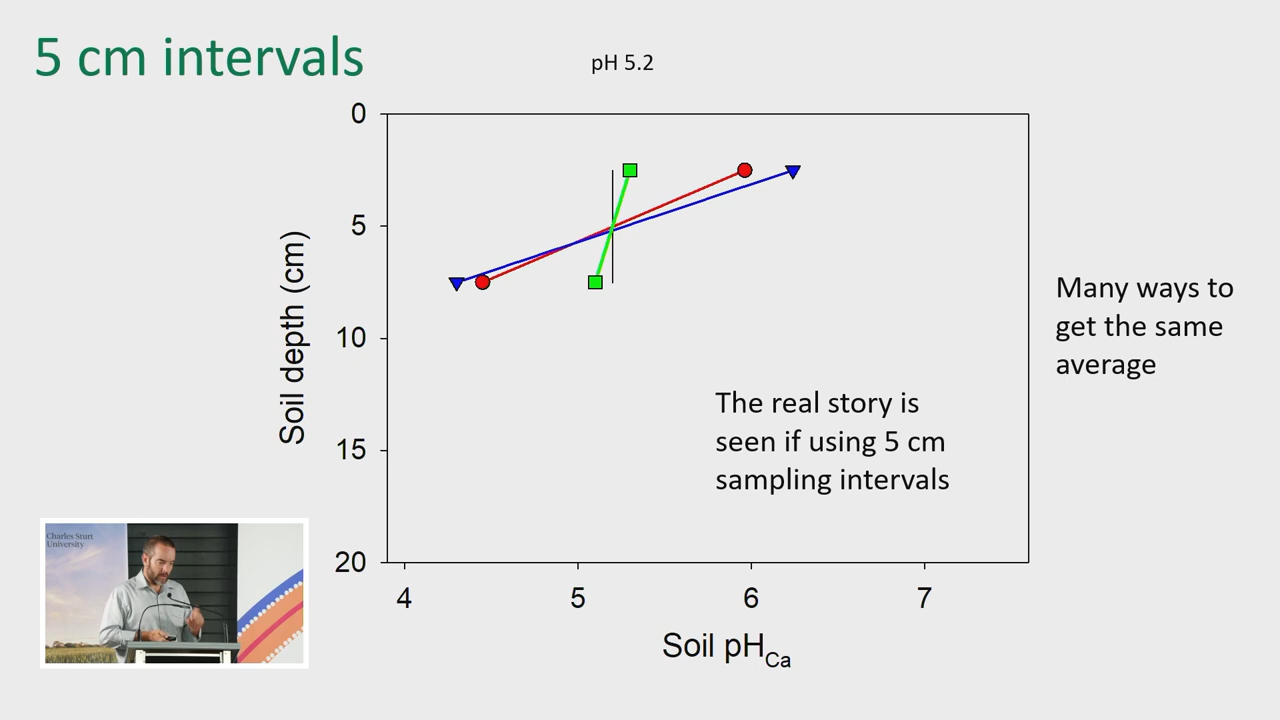 5 cm intervals
pH 5.2
0
5
10
15
20
Soil depth (cm)
4 5 6 7
Soil pHCa
The real story is
seen if using 5 cm
sampling intervals
Many ways to
get the same
average
Charles Sturt
University